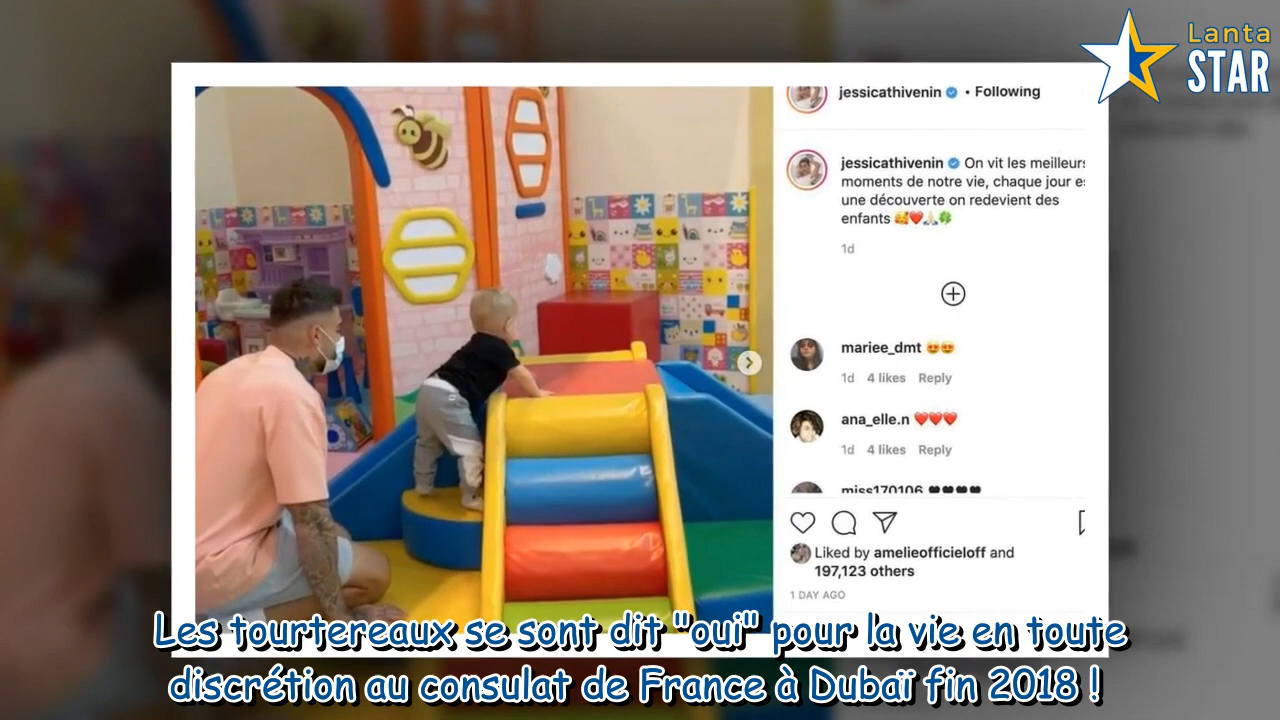 Lanta
STAR
jessicathivenin • Following
jessicathivenin On vit les meilleurs
moments de notre vie, chaque jour es
une découverte on redevient des
enfants 🥰❤️🙏🏻🍀
1d
mariee_dmt 😍😍
1d 4 likes Reply
ana_elle.n ❤️❤️❤️
1d 4 likes Reply
miss170106 🖤🖤🖤🖤
Liked by amelieofficieloff and
197,123 others
1 DAY AGO
Les tourtereaux se sont dit "oui" pour la vie en toute
discrétion au consulat de France à Dubaï fin 2018 !